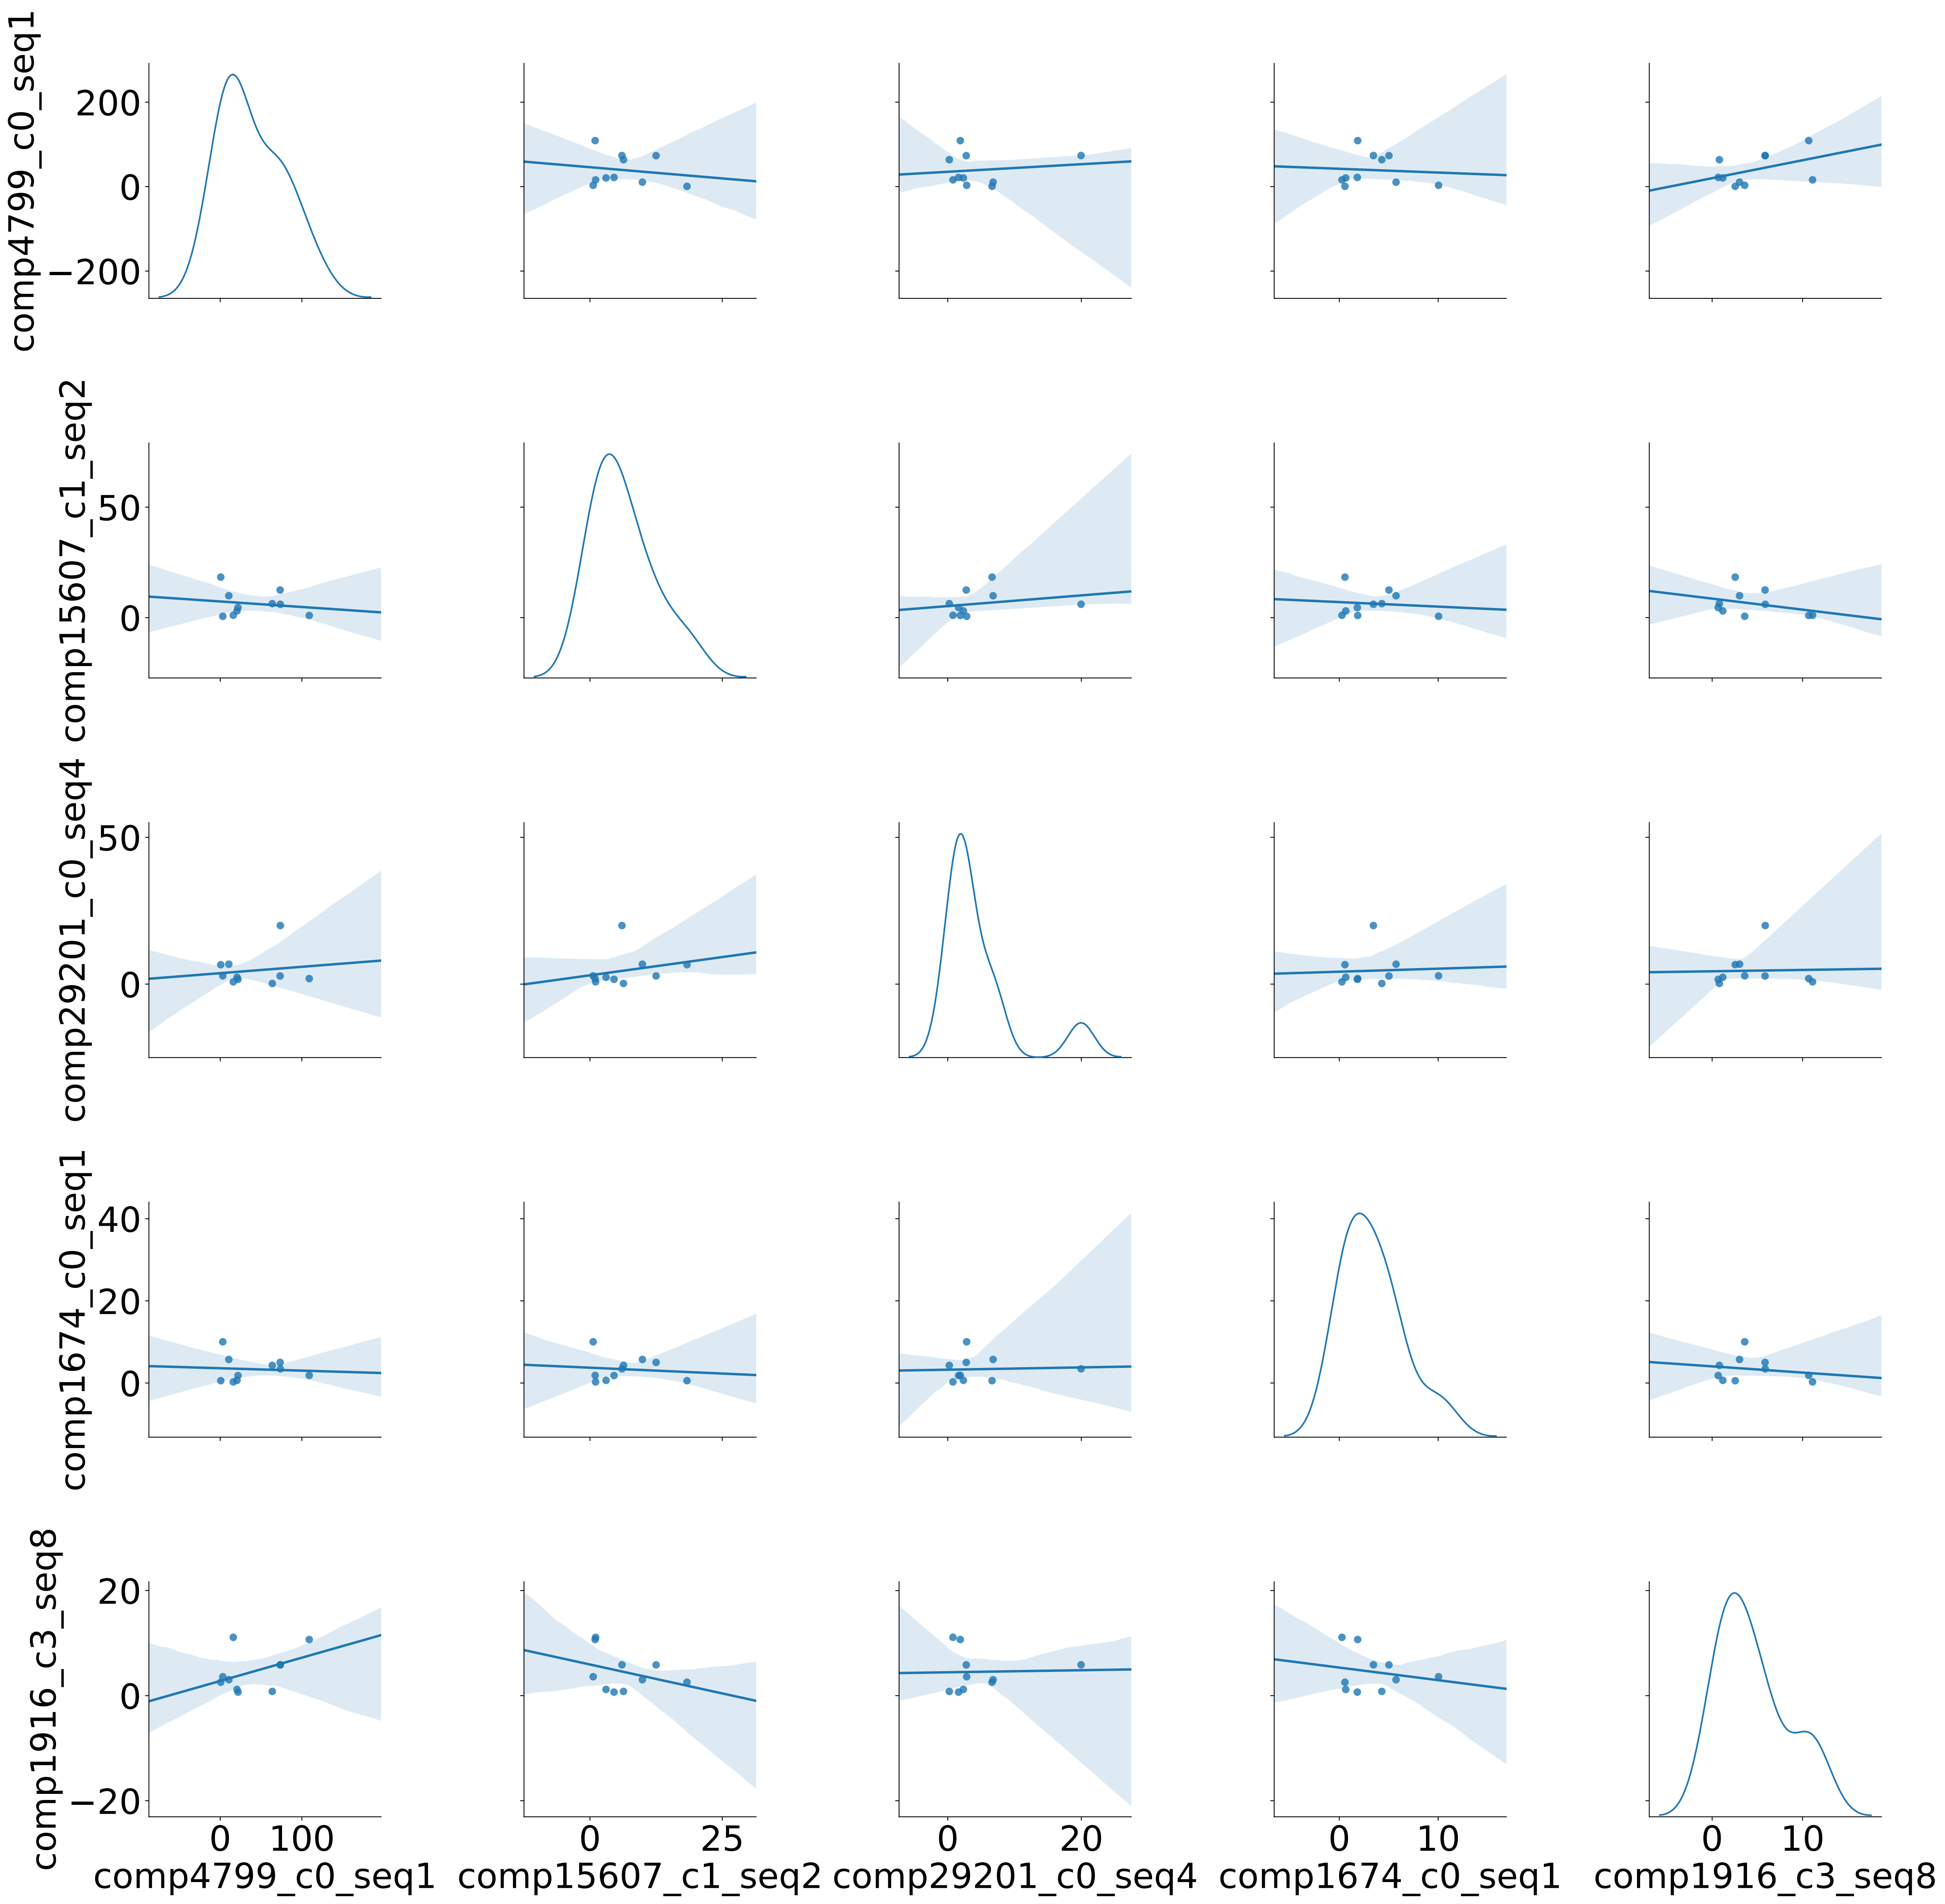 comp4799_c0_seq1
200
0
−200
comp15607_c1_seq2
50
0
comp29201_c0_seq4
50
0
comp1674_c0_seq1
40
20
0
comp1916_c3_seq8
20
0
−20
0 100 0 25 0 20 0 10 0 10
comp4799_c0_seq1 comp15607_c1_seq2 comp29201_c0_seq4 comp1674_c0_seq1 comp1916_c3_seq8